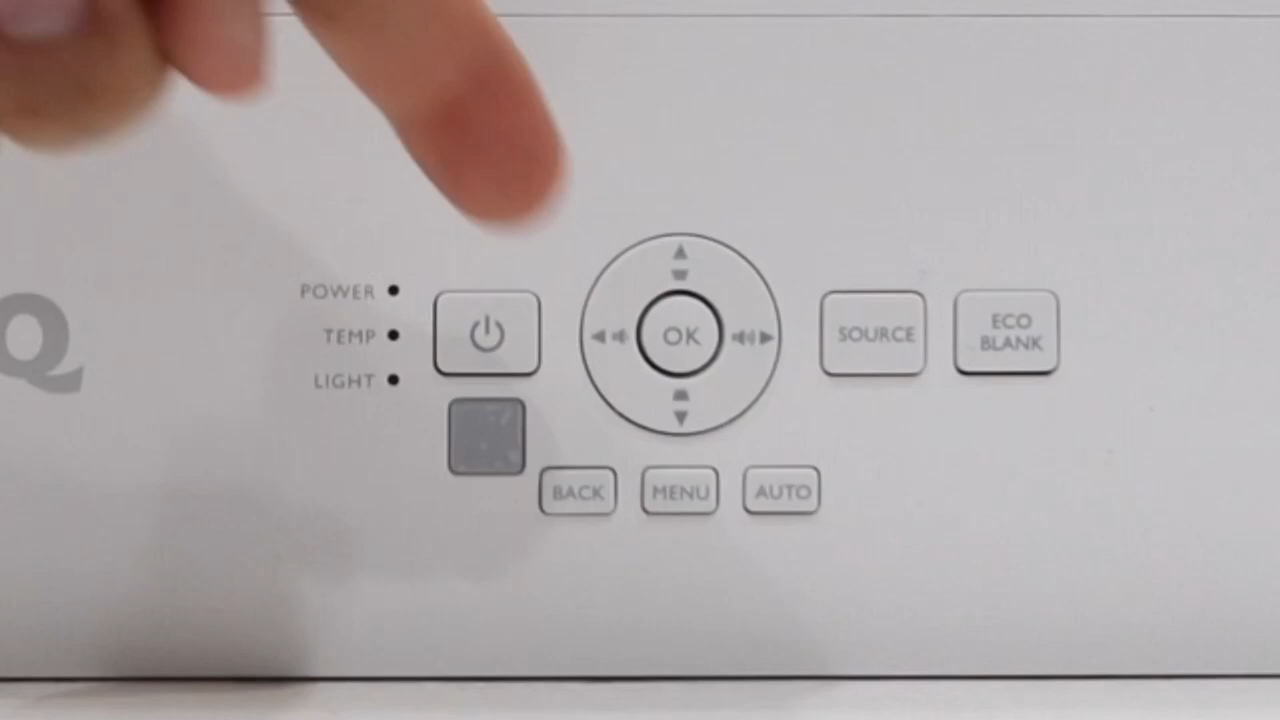 Q
POWER
TEMP
LIGHT
OK
SOURCE
ECO
BLANK
BACK
MENU
AUTO